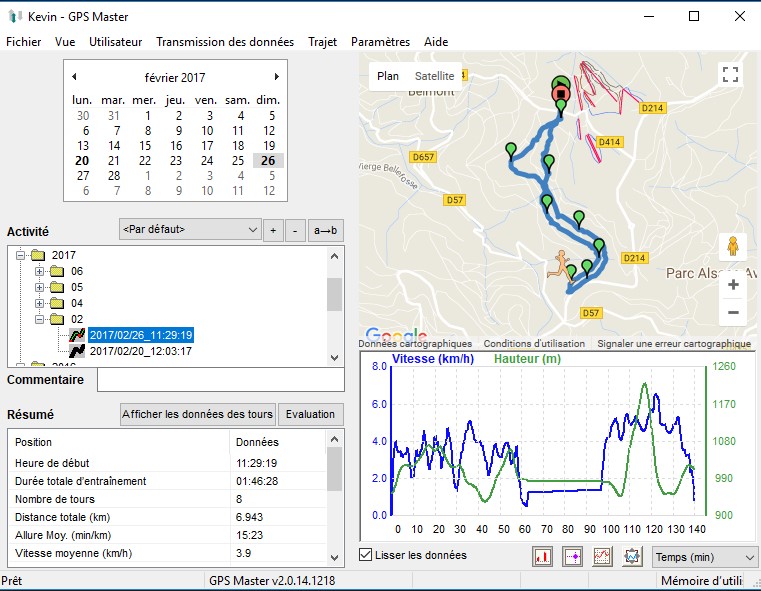 Kevin - GPS Master
Fichier Vue Utilisateur Transmission des données Trajet Paramètres Aide
février 2017
lun. mar. mer. jeu. ven. sam. dim.
30 31 1 2 3 4 5
6 7 8 9 10 11 12
13 14 15 16 17 18 19
20 21 22 23 24 25 26
27 28 1 2 3 4 5
6 7 8 9 10 11 12
Activité
<Par défaut>
+ - a→b
2017
06
05
04
02
2017/02/26_11:29:19
2017/02/20_12:03:17
2016
Commentaire
Résumé
Afficher les données des tours
Evaluation
Position Données
Heure de début 11:29:19
Durée totale d'entraînement 01:46:28
Nombre de tours 8
Distance totale (km) 6.943
Allure Moy. (min/km) 15:23
Vitesse moyenne (km/h) 3.9
Plan Satellite
Belmont
D214
D414
D657
Vierge Bellefosse
D57
D214
Parc Alsace Av
D57
+
−
Google
Données cartographiques Conditions d'utilisation Signaler une erreur cartographique
Vitesse (km/h) Hauteur (m)
8.0 1260
6.0 1170
4.0 1080
2.0 990
0.0 900
0 10 20 30 40 50 60 70 80 90 100 110 120 130 140
Lisser les données
Temps (min)
Prêt
GPS Master v2.0.14.1218
Mémoire d'utili